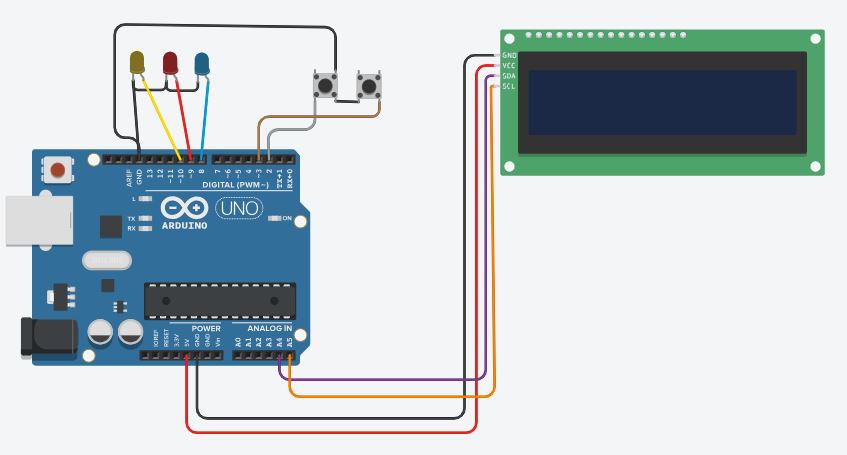 GND
VCC
SDA
SCL
AREF
GND
13
12
~11
~10
~9
8
7
~6
~5
4
~3
2
TX→1
RX←0
DIGITAL (PWM~)
L
TX
RX
UNO
ARDUINO
ON
POWER
ANALOG IN
IOREF
RESET
3.3V
5V
GND
GND
Vin
A0
A1
A2
A3
A4
A5